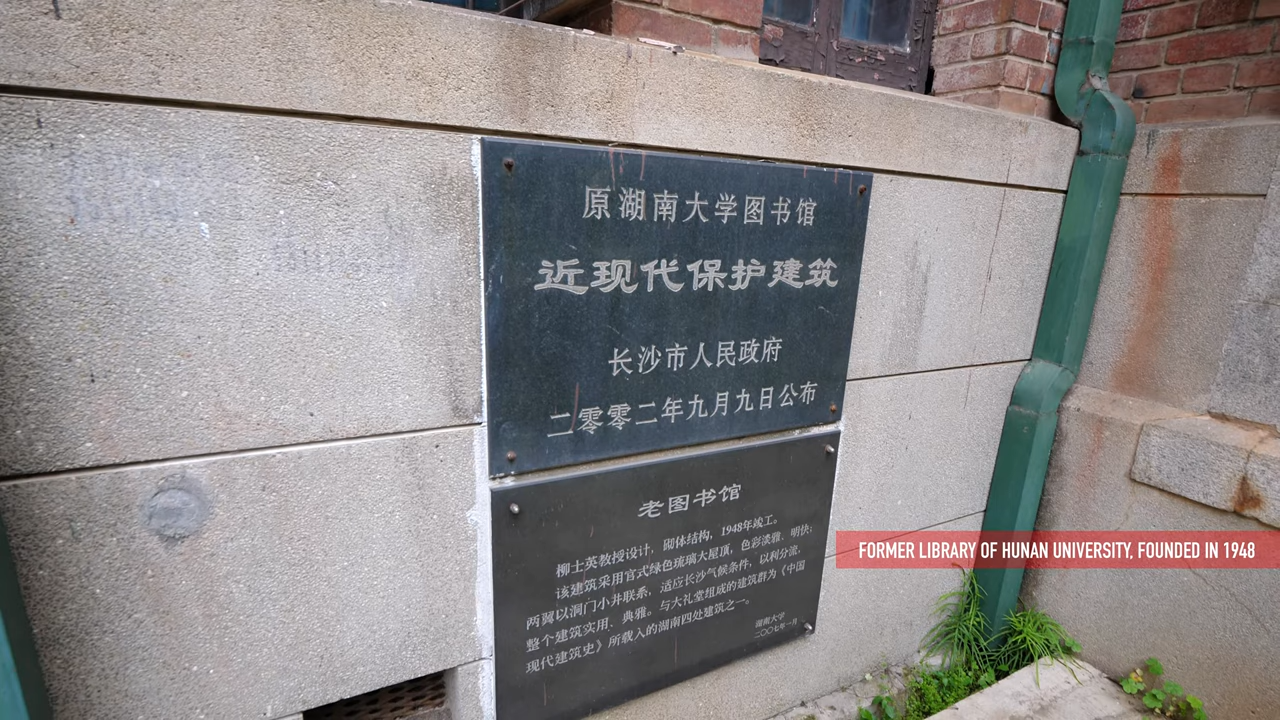 原湖南大学图书馆
近现代保护建筑
长沙市人民政府
二零零二年九月九日公布
老图书馆
柳士英教授设计，砌体结构，1948年竣工。
该建筑采用官式绿色琉璃大屋顶，色彩淡雅、明快；
两翼以洞门小井联系，适应长沙气候条件，以利分流，
整个建筑实用、典雅。与大礼堂组成的建筑群为《中国
现代建筑史》所载入的湖南四处建筑之一。
湖南大学
二〇〇七年一月
FORMER LIBRARY OF HUNAN UNIVERSITY, FOUNDED IN 1948